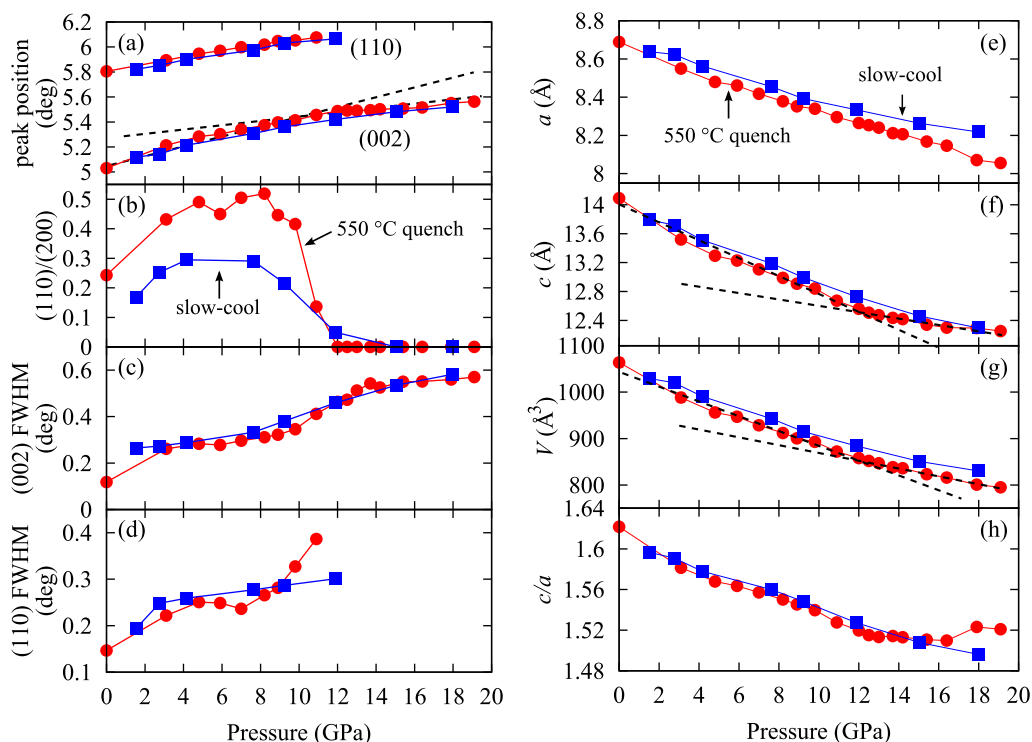 (a)
(110)
(002)
peak position
(deg)
6.2
5.8
5.6
5.4
5.2
5
(b)
550 °C quench
slow-cool
(110)/(200)
0.5
0.4
0.3
0.2
0.1
0
(c)
(002) FWHM
(deg)
0.6
0.4
0.2
0
(d)
(110) FWHM
(deg)
0.4
0.3
0.2
0.1
0 2 4 6 8 10 12 14 16 18 20
Pressure (GPa)
(e)
slow-cool
550 °C quench
a (Å)
8.8
8.6
8.4
8.2
8
(f)
c (Å)
14
13.6
13.2
12.8
12.4
(g)
V (Å³)
1100
1000
900
800
(h)
c/a
1.64
1.6
1.56
1.52
1.48
0 2 4 6 8 10 12 14 16 18 20
Pressure (GPa)